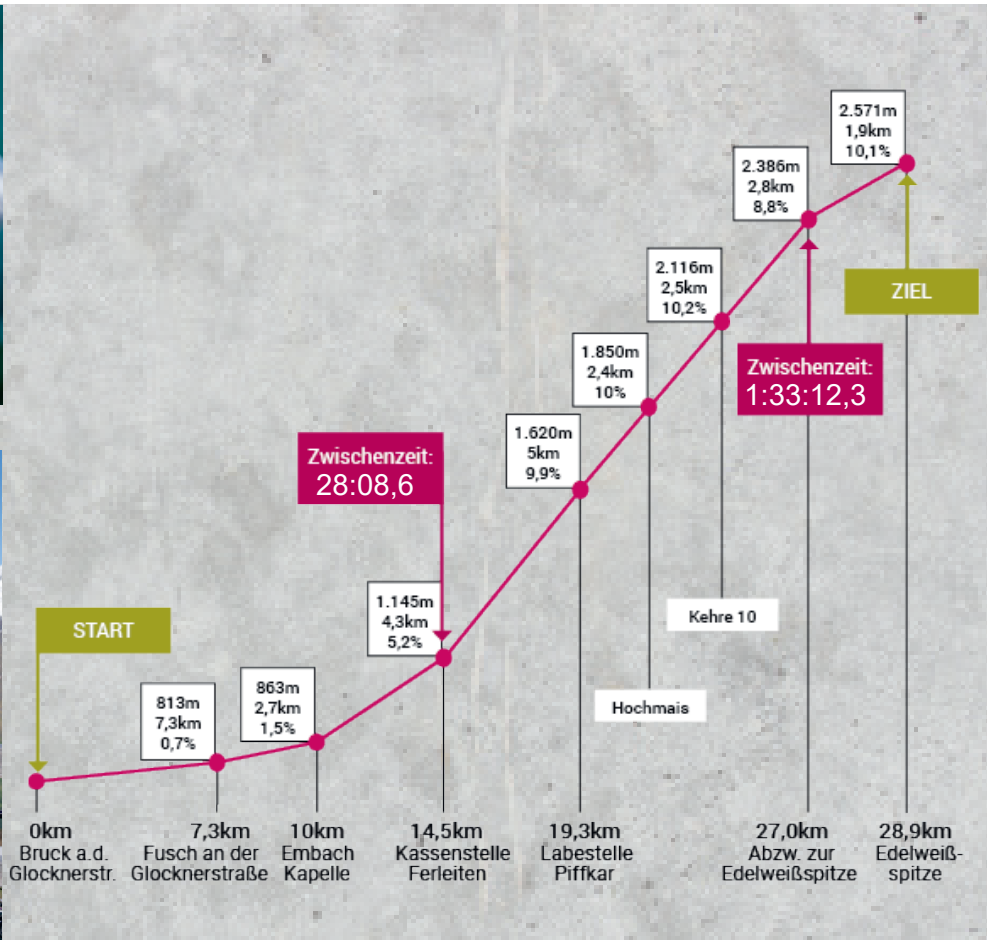 2.571m
1,9km
10,1%
2.386m
2,8km
8,8%
ZIEL
2.116m
2,5km
10,2%
1.850m
2,4km
10%
Zwischenzeit:
1:33:12,3
1.620m
5km
9,9%
Zwischenzeit:
28:08,6
1.145m
4,3km
5,2%
START
Kehre 10
863m
2,7km
1,5%
813m
7,3km
0,7%
Hochmais
0km
Bruck a.d.
Glocknerstr.
7,3km
Fusch an der
Glocknerstraße
10km
Embach
Kapelle
14,5km
Kassenstelle
Ferleiten
19,3km
Labestelle
Piffkar
27,0km
Abzw. zur
Edelweißspitze
28,9km
Edelweiß-
spitze